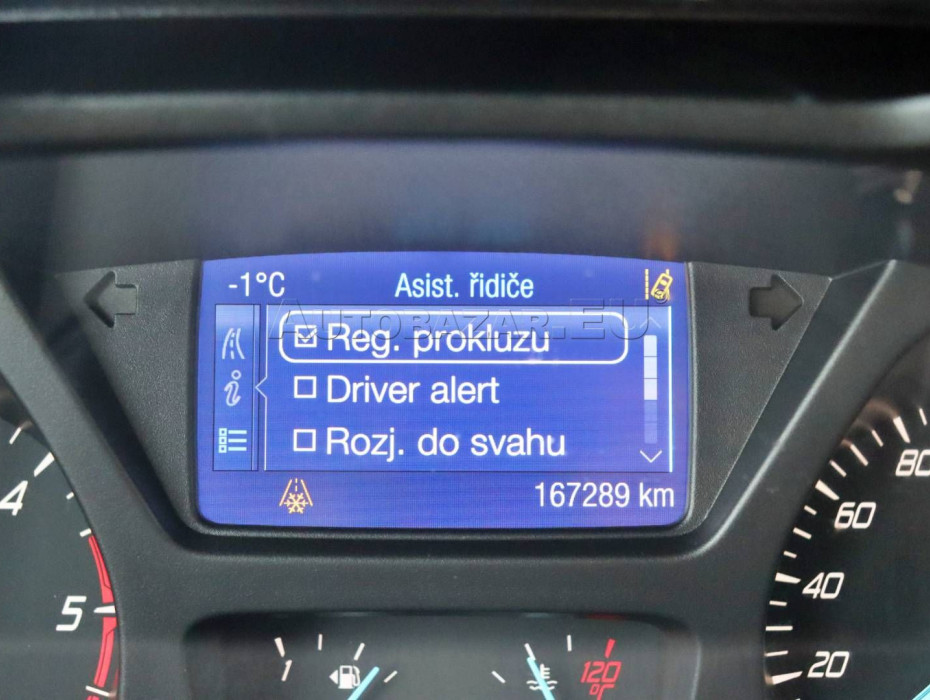 -1°C Asist. řidiče
AUTOBAZAR.EU
Reg. prokluzu
Driver alert
Rozj. do svahu
167289 km
4
5
80
60
40
20
1
120
°C